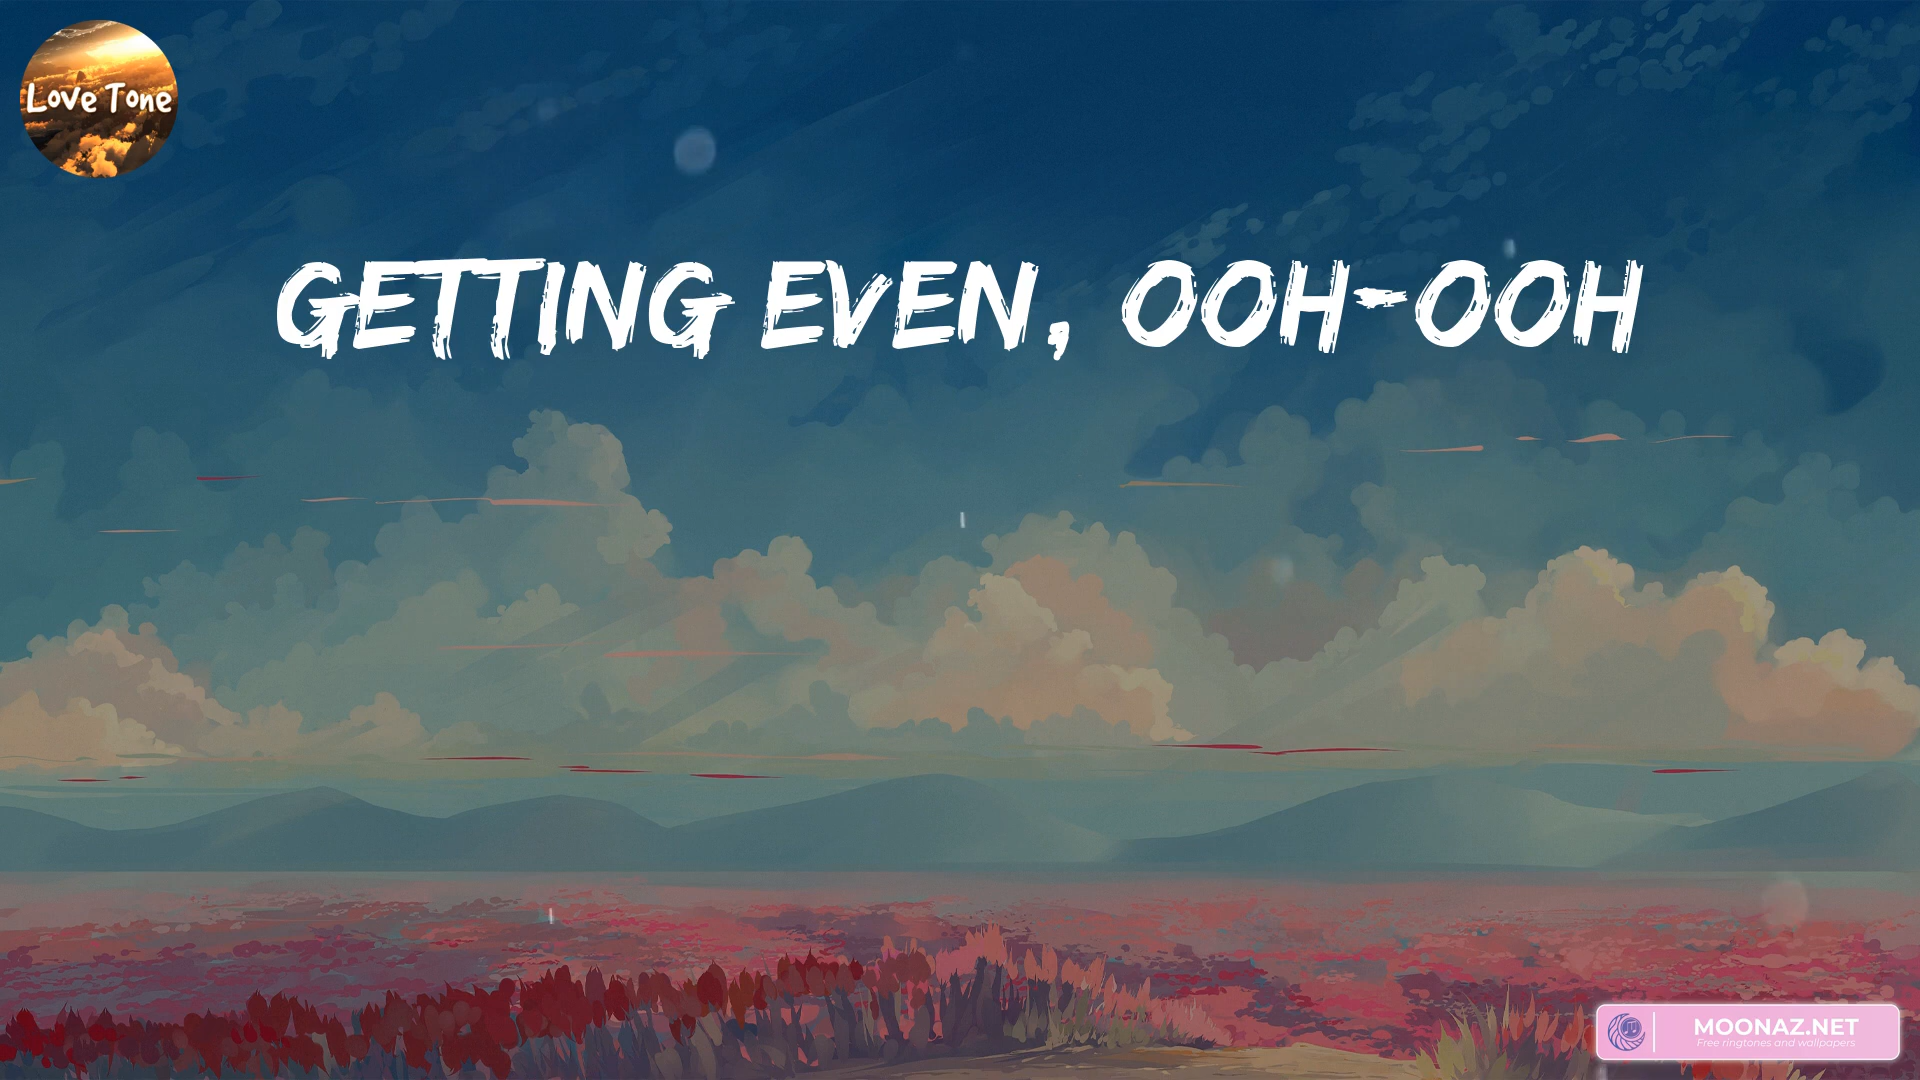 Love Tone
GETTING EVEN, OOH-OOH
MOONAZ.NET
Free ringtones and wallpapers